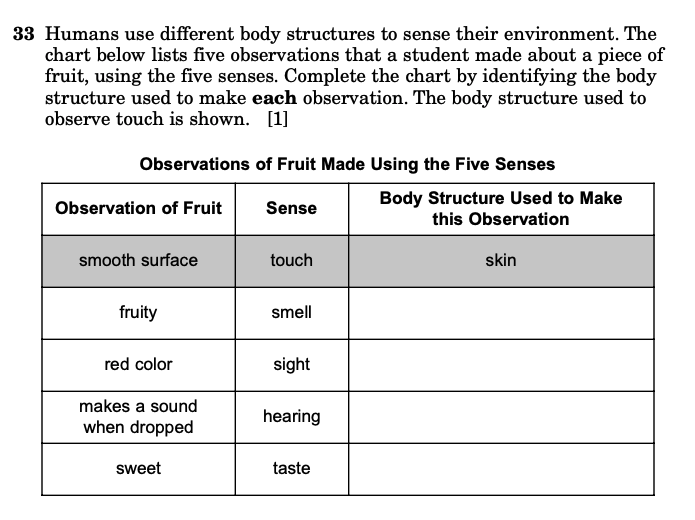 33 Humans use different body structures to sense their environment. The
chart below lists five observations that a student made about a piece of
fruit, using the five senses. Complete the chart by identifying the body
structure used to make each observation. The body structure used to
observe touch is shown. [1]
Observations of Fruit Made Using the Five Senses
Observation of Fruit Sense Body Structure Used to Make
this Observation
smooth surface touch skin
fruity smell
red color sight
makes a sound
when dropped hearing
sweet taste